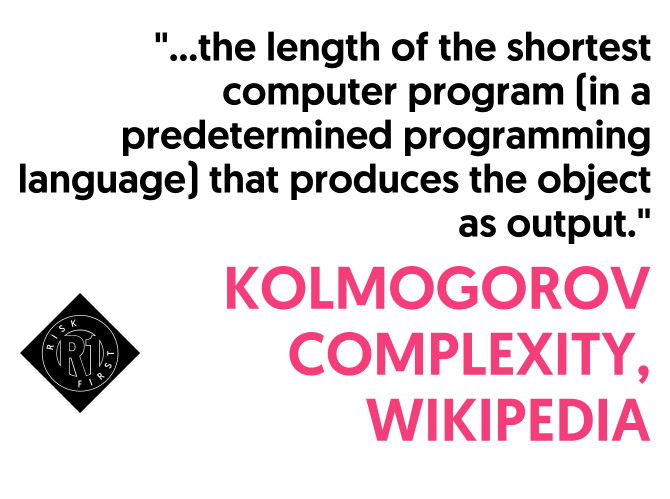 "...the length of the shortest
computer program (in a
predetermined programming
language) that produces the object
as output."
KOLMOGOROV
COMPLEXITY,
WIKIPEDIA
RISK
R1
FIRST